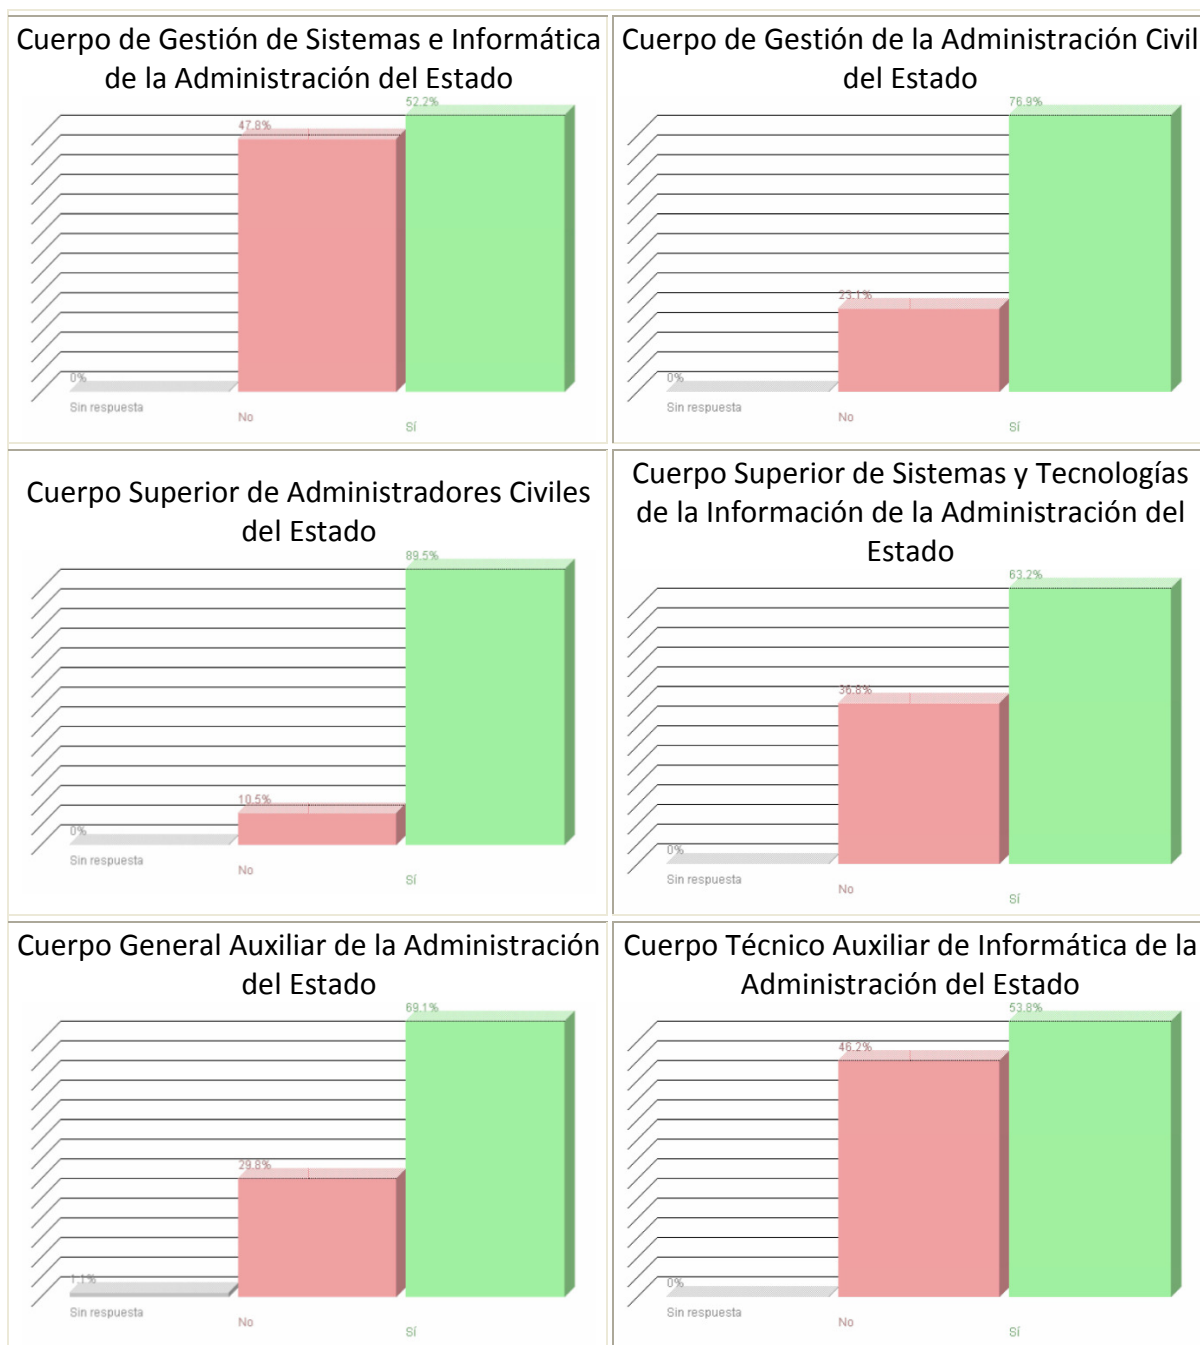 Cuerpo de Gestión de Sistemas e Informática
de la Administración del Estado
52.2%
47.8%
0%
Sin respuesta
No
Sí
Cuerpo de Gestión de la Administración Civil
del Estado
76.9%
23.1%
0%
Sin respuesta
No
Sí
Cuerpo Superior de Administradores Civiles
del Estado
89.5%
10.5%
0%
Sin respuesta
No
Sí
Cuerpo Superior de Sistemas y Tecnologías
de la Información de la Administración del
Estado
63.2%
36.8%
0%
Sin respuesta
No
Sí
Cuerpo General Auxiliar de la Administración
del Estado
69.1%
29.8%
1.1%
Sin respuesta
No
Sí
Cuerpo Técnico Auxiliar de Informática de la
Administración del Estado
53.8%
46.2%
0%
Sin respuesta
No
Sí